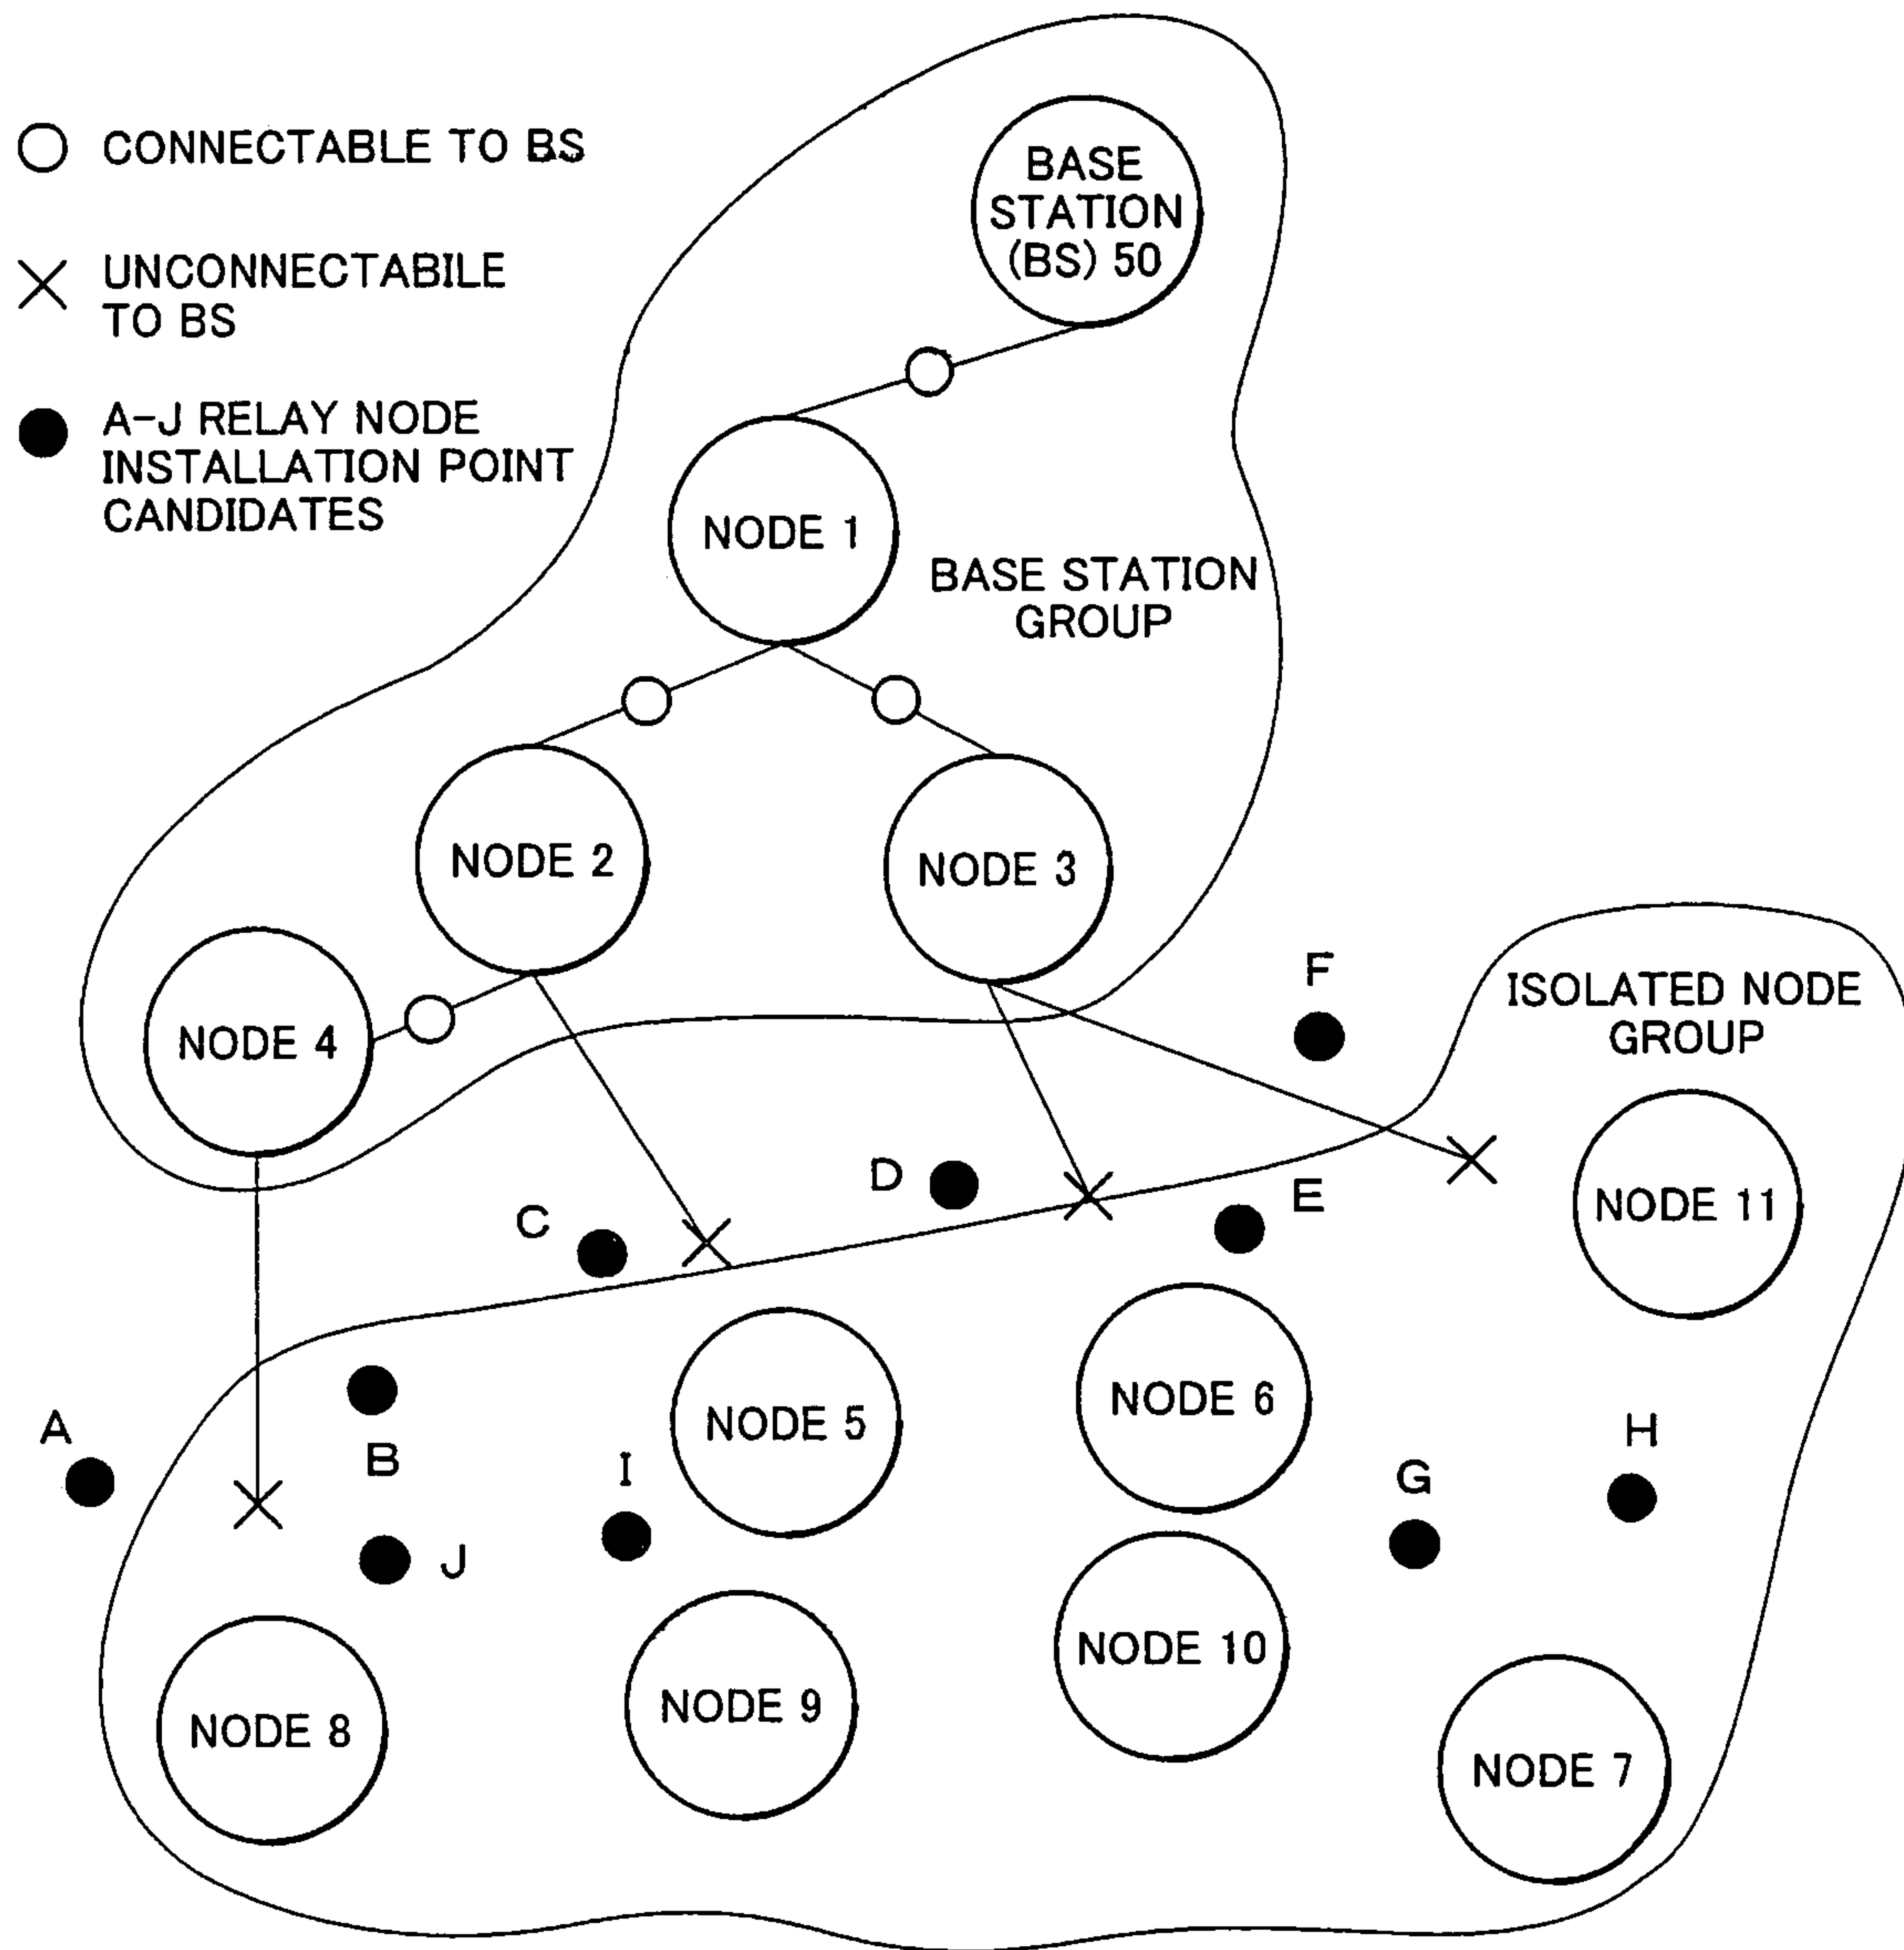 CONNECTABLE TO BS
UNCONNECTABILE
TO BS
A-J RELAY NODE
INSTALLATION POINT
CANDIDATES
BASE
STATION
(BS) 50
NODE 1
BASE STATION
GROUP
NODE 2
NODE 3
NODE 4
F
ISOLATED NODE
GROUP
D
C
E
NODE 11
A
B
I
NODE 5
NODE 6
G
H
J
NODE 8
NODE 9
NODE 10
NODE 7